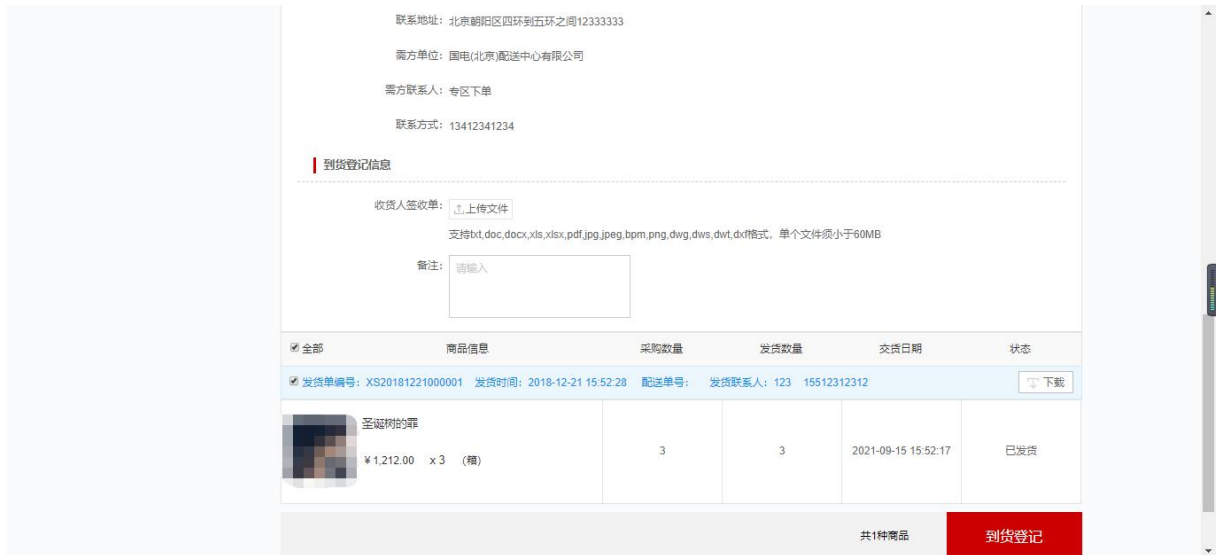 联系地址：北京朝阳区四环到五环之间12333333
需方单位：国电(北京)配送中心有限公司
需方联系人：专区下单
联系方式：13412341234
到货登记信息
收货人签收单：上传文件
支持txt,doc,docx,xls,xlsx,pdf,jpg,jpeg,bpm,png,dwg,dws,dwt,dxf格式，单个文件须小于60MB
备注：请输入
全部 商品信息 采购数量 发货数量 交货日期 状态
发货单编号：XS20181221000001 发货时间：2018-12-21 15:52:28 配送单号： 发货联系人：123 15512312312 下载
圣诞树的罪
¥1,212.00 x 3 (箱) 3 3 2021-09-15 15:52:17 已发货
共1种商品 到货登记